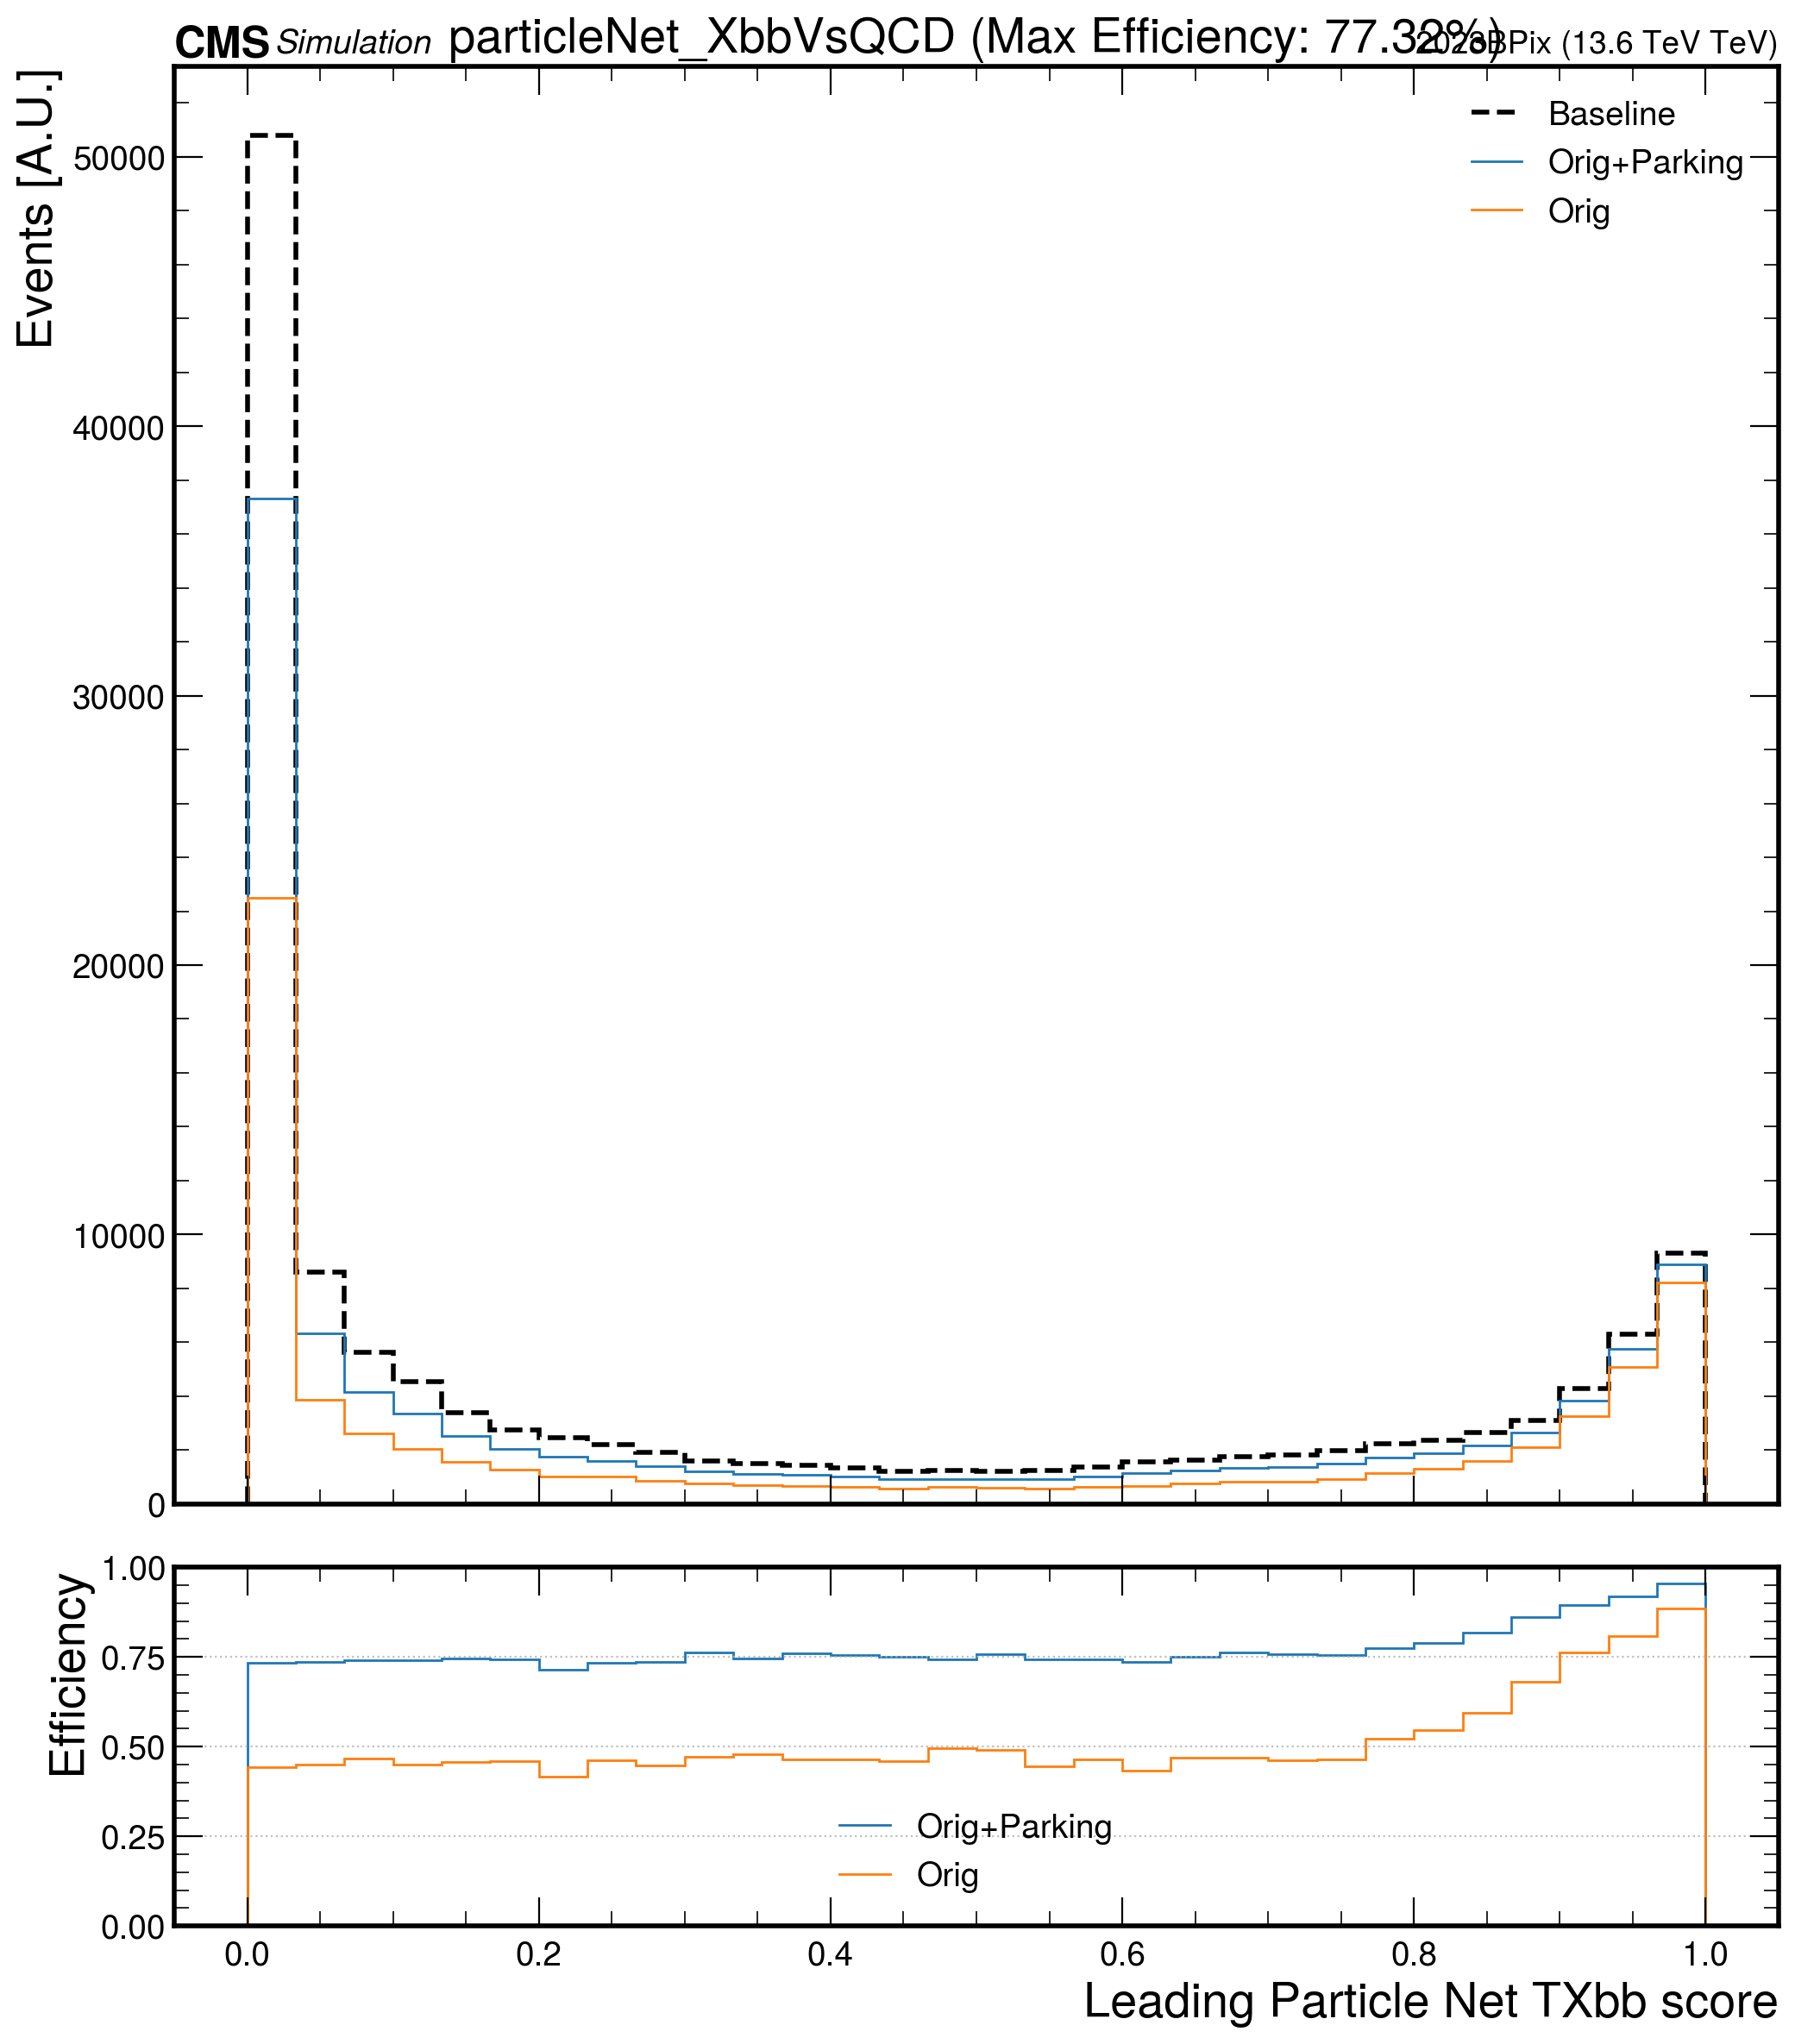 CMS Simulation particleNet_XbbVsQCD (Max Efficiency: 77.32%) 2023BPix (13.6 TeV TeV)
Events [A.U.]
Baseline
Orig+Parking
Orig
50000
40000
30000
20000
10000
0
Efficiency
1.00
0.75
0.50
0.25
0.00
Orig+Parking
Orig
0.0 0.2 0.4 0.6 0.8 1.0
Leading Particle Net TXbb score